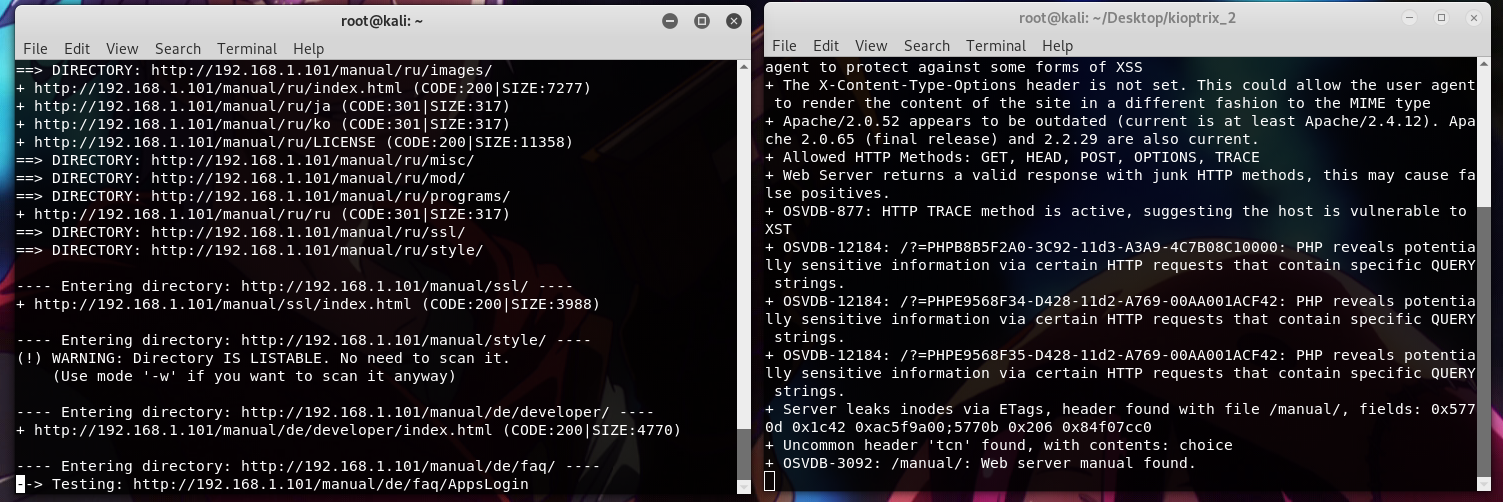 root@kali: ~
File Edit View Search Terminal Help
==> DIRECTORY: http://192.168.1.101/manual/ru/images/
+ http://192.168.1.101/manual/ru/index.html (CODE:200|SIZE:7277)
+ http://192.168.1.101/manual/ru/ja (CODE:301|SIZE:317)
+ http://192.168.1.101/manual/ru/ko (CODE:301|SIZE:317)
+ http://192.168.1.101/manual/ru/LICENSE (CODE:200|SIZE:11358)
==> DIRECTORY: http://192.168.1.101/manual/ru/misc/
==> DIRECTORY: http://192.168.1.101/manual/ru/mod/
==> DIRECTORY: http://192.168.1.101/manual/ru/programs/
+ http://192.168.1.101/manual/ru/ru (CODE:301|SIZE:317)
==> DIRECTORY: http://192.168.1.101/manual/ru/ssl/
==> DIRECTORY: http://192.168.1.101/manual/ru/style/
---- Entering directory: http://192.168.1.101/manual/ssl/ ----
+ http://192.168.1.101/manual/ssl/index.html (CODE:200|SIZE:3988)
---- Entering directory: http://192.168.1.101/manual/style/ ----
(!) WARNING: Directory IS LISTABLE. No need to scan it.
(Use mode '-w' if you want to scan it anyway)
---- Entering directory: http://192.168.1.101/manual/de/developer/ ----
+ http://192.168.1.101/manual/de/developer/index.html (CODE:200|SIZE:4770)
---- Entering directory: http://192.168.1.101/manual/de/faq/ ----
--> Testing: http://192.168.1.101/manual/de/faq/AppsLogin
root@kali: ~/Desktop/kioptrix_2
File Edit View Search Terminal Help
agent to protect against some forms of XSS
+ The X-Content-Type-Options header is not set. This could allow the user agent
to render the content of the site in a different fashion to the MIME type
+ Apache/2.0.52 appears to be outdated (current is at least Apache/2.4.12). Apa
che 2.0.65 (final release) and 2.2.29 are also current.
+ Allowed HTTP Methods: GET, HEAD, POST, OPTIONS, TRACE
+ Web Server returns a valid response with junk HTTP methods, this may cause fa
lse positives.
+ OSVDB-877: HTTP TRACE method is active, suggesting the host is vulnerable to
XST
+ OSVDB-12184: /?=PHPB8B5F2A0-3C92-11d3-A3A9-4C7B08C10000: PHP reveals potentia
lly sensitive information via certain HTTP requests that contain specific QUERY
strings.
+ OSVDB-12184: /?=PHPE9568F34-D428-11d2-A769-00AA001ACF42: PHP reveals potentia
lly sensitive information via certain HTTP requests that contain specific QUERY
strings.
+ OSVDB-12184: /?=PHPE9568F35-D428-11d2-A769-00AA001ACF42: PHP reveals potentia
lly sensitive information via certain HTTP requests that contain specific QUERY
strings.
+ Server leaks inodes via ETags, header found with file /manual/, fields: 0x577
0d 0x1c42 0xac5f9a00;5770b 0x206 0x84f07cc0
+ Uncommon header 'tcn' found, with contents: choice
+ OSVDB-3092: /manual/: Web server manual found.